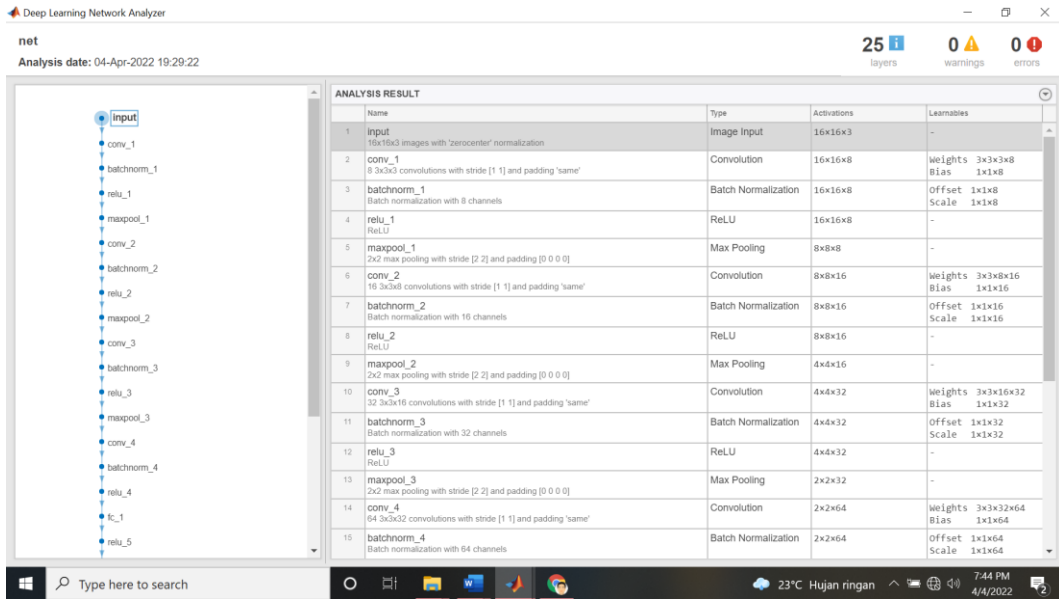 Deep Learning Network Analyzer
net
Analysis date: 04-Apr-2022 19:29:22
25 i
layers
0
warnings
0
errors
input
conv_1
batchnorm_1
relu_1
maxpool_1
conv_2
batchnorm_2
relu_2
maxpool_2
conv_3
batchnorm_3
relu_3
maxpool_3
conv_4
batchnorm_4
relu_4
fc_1
relu_5
ANALYSIS RESULT
Name Type Activations Learnables
1 input Image Input 16×16×3 -
16x16x3 images with 'zerocenter' normalization
2 conv_1 Convolution 16×16×8 Weights 3×3×3×8
8 3x3x3 convolutions with stride [1 1] and padding 'same' Bias 1×1×8
3 batchnorm_1 Batch Normalization 16×16×8 Offset 1×1×8
Batch normalization with 8 channels Scale 1×1×8
4 relu_1 ReLU 16×16×8 -
ReLU
5 maxpool_1 Max Pooling 8×8×8 -
2x2 max pooling with stride [2 2] and padding [0 0 0 0]
6 conv_2 Convolution 8×8×16 Weights 3×3×8×16
16 3x3x8 convolutions with stride [1 1] and padding 'same' Bias 1×1×16
7 batchnorm_2 Batch Normalization 8×8×16 Offset 1×1×16
Batch normalization with 16 channels Scale 1×1×16
8 relu_2 ReLU 8×8×16 -
ReLU
9 maxpool_2 Max Pooling 4×4×16 -
2x2 max pooling with stride [2 2] and padding [0 0 0 0]
10 conv_3 Convolution 4×4×32 Weights 3×3×16×32
32 3x3x16 convolutions with stride [1 1] and padding 'same' Bias 1×1×32
11 batchnorm_3 Batch Normalization 4×4×32 Offset 1×1×32
Batch normalization with 32 channels Scale 1×1×32
12 relu_3 ReLU 4×4×32 -
ReLU
13 maxpool_3 Max Pooling 2×2×32 -
2x2 max pooling with stride [2 2] and padding [0 0 0 0]
14 conv_4 Convolution 2×2×64 Weights 3×3×32×64
64 3x3x32 convolutions with stride [1 1] and padding 'same' Bias 1×1×64
15 batchnorm_4 Batch Normalization 2×2×64 Offset 1×1×64
Batch normalization with 64 channels Scale 1×1×64
Type here to search
23°C Hujan ringan
7:44 PM
4/4/2022
2